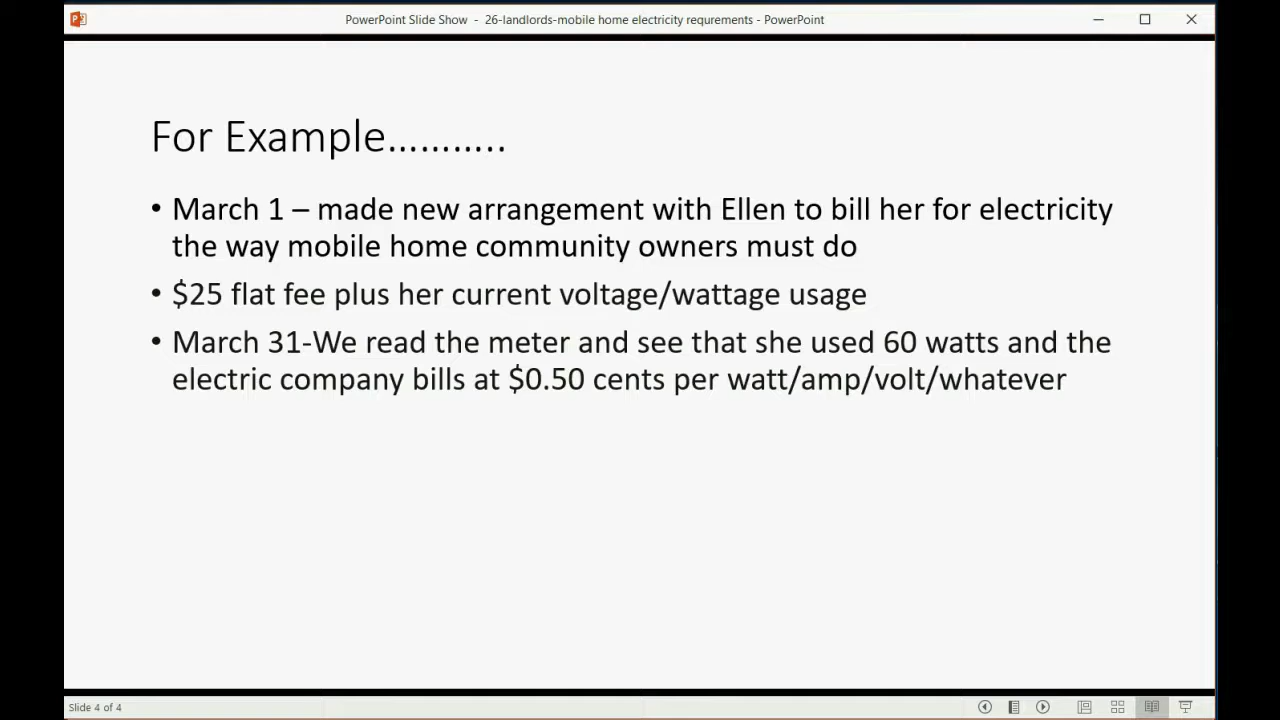 PowerPoint Slide Show - 26-landlords-mobile home electricity requrements - PowerPoint
For Example………..
• March 1 – made new arrangement with Ellen to bill her for electricity
the way mobile home community owners must do
• $25 flat fee plus her current voltage/wattage usage
• March 31-We read the meter and see that she used 60 watts and the
electric company bills at $0.50 cents per watt/amp/volt/whatever
Slide 4 of 4